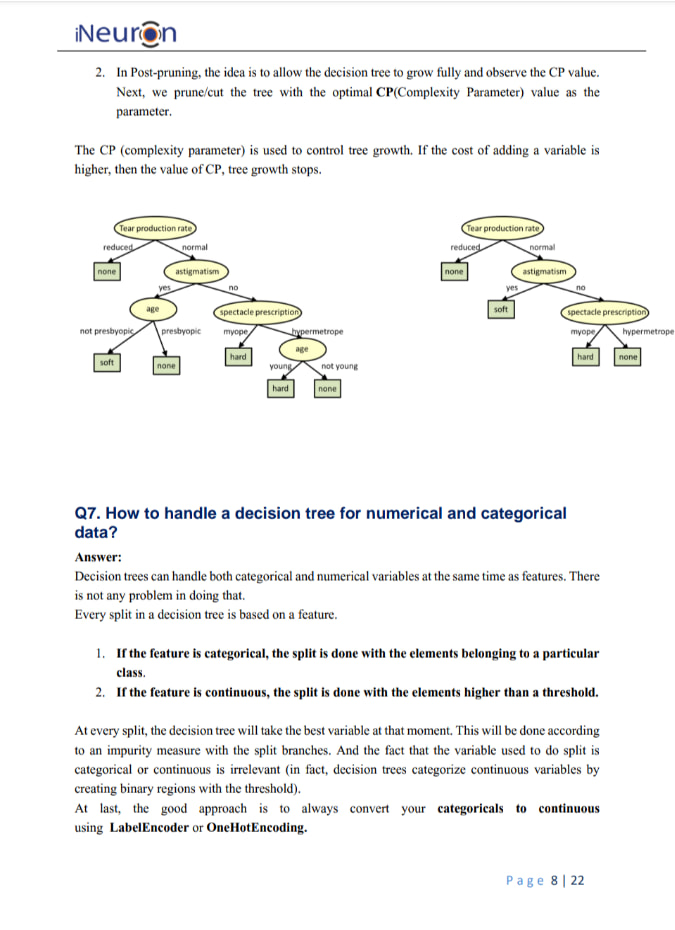 iNeuron
2. In Post-pruning, the idea is to allow the decision tree to grow fully and observe the CP value.
Next, we prune/cut the tree with the optimal CP(Complexity Parameter) value as the
parameter.
The CP (complexity parameter) is used to control tree growth. If the cost of adding a variable is
higher, then the value of CP, tree growth stops.
Tear production rate
reduced normal
none astigmatism
yes no
age spectacle prescription
not presbyopic presbyopic myope hypermetrope
soft none hard age
young not young
hard none
Tear production rate
reduced normal
none astigmatism
yes no
soft spectacle prescription
myope hypermetrope
hard none
Q7. How to handle a decision tree for numerical and categorical
data?
Answer:
Decision trees can handle both categorical and numerical variables at the same time as features. There
is not any problem in doing that.
Every split in a decision tree is based on a feature.
1. If the feature is categorical, the split is done with the elements belonging to a particular
class.
2. If the feature is continuous, the split is done with the elements higher than a threshold.
At every split, the decision tree will take the best variable at that moment. This will be done according
to an impurity measure with the split branches. And the fact that the variable used to do split is
categorical or continuous is irrelevant (in fact, decision trees categorize continuous variables by
creating binary regions with the threshold).
At last, the good approach is to always convert your categoricals to continuous
using LabelEncoder or OneHotEncoding.
Page 8 | 22